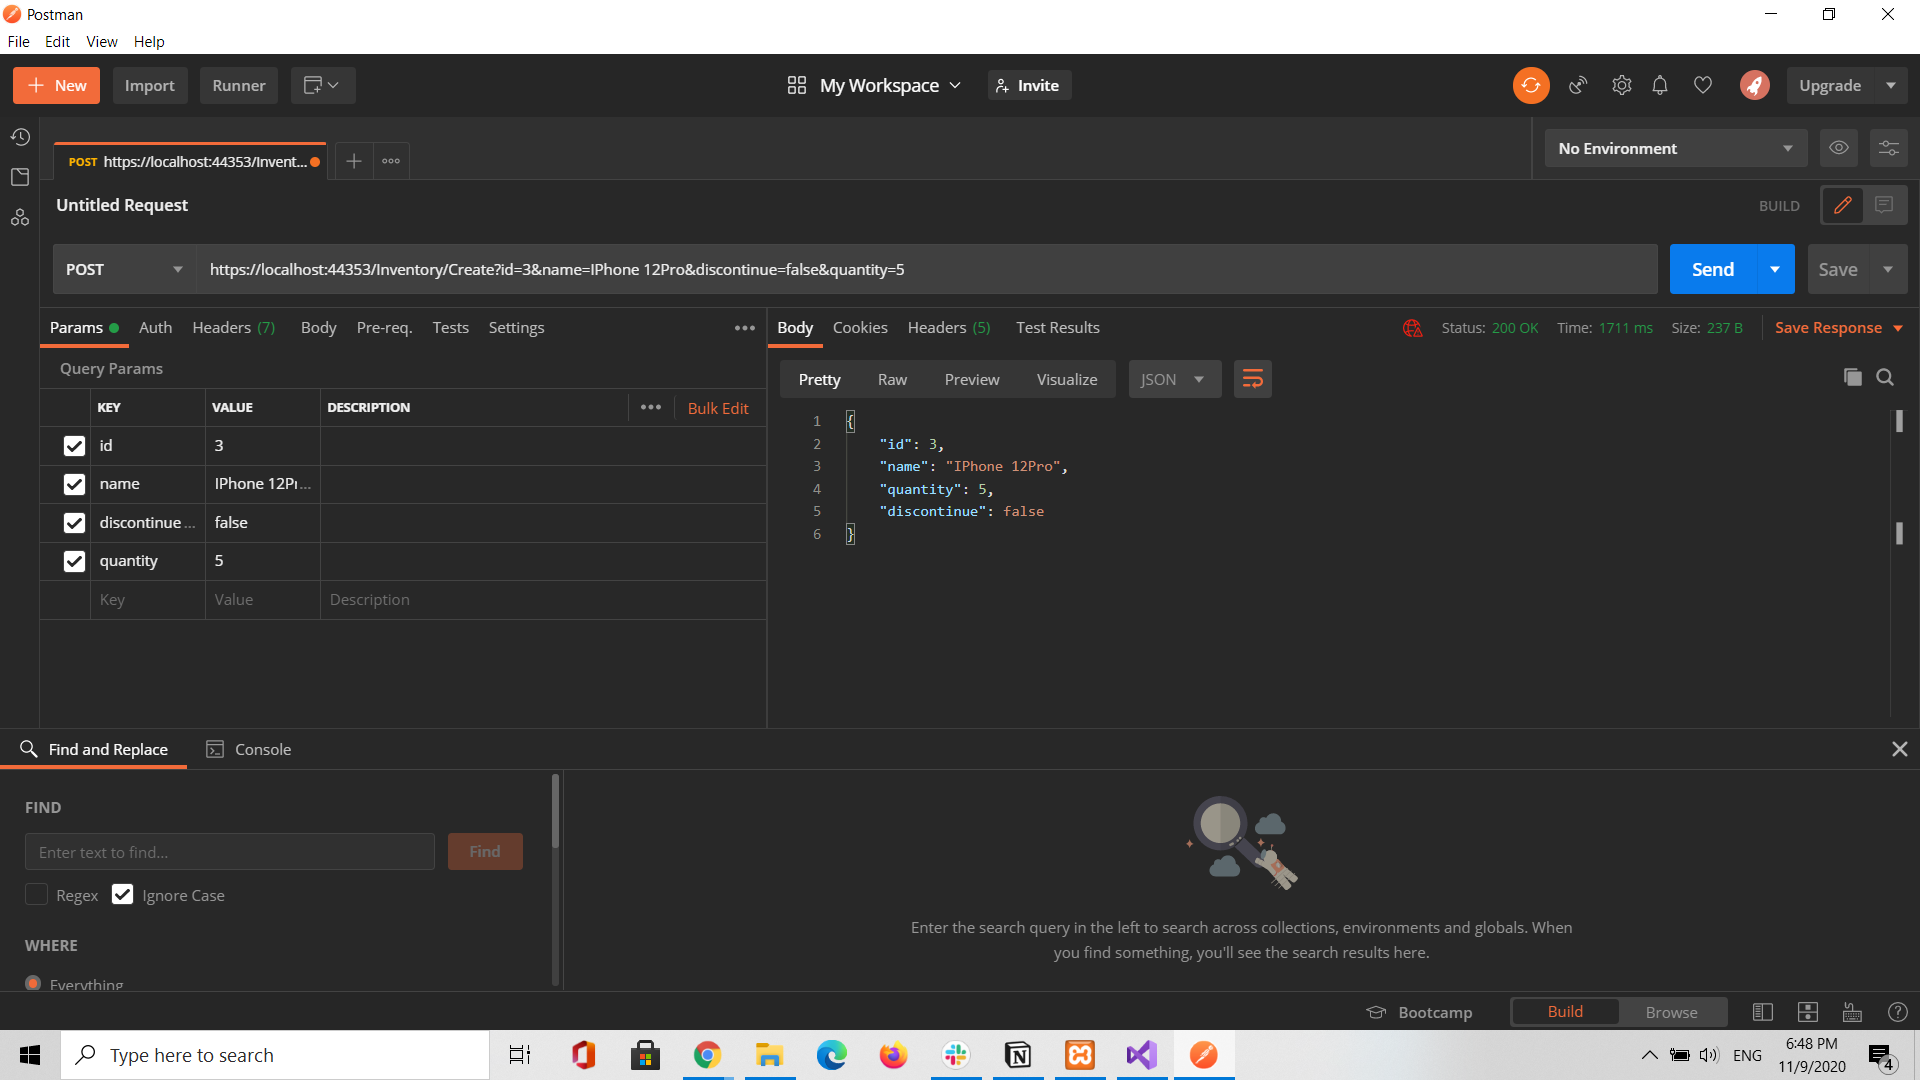 Postman
File Edit View Help
New Import Runner My Workspace Invite Upgrade
POST https://localhost:44353/Invent... No Environment
Untitled Request BUILD
POST https://localhost:44353/Inventory/Create?id=3&name=IPhone 12Pro&discontinue=false&quantity=5 Send Save
Params Auth Headers (7) Body Pre-req. Tests Settings
Body Cookies Headers (5) Test Results Status: 200 OK Time: 1711 ms Size: 237 B Save Response
Query Params
KEY VALUE DESCRIPTION Bulk Edit
id 3
name IPhone 12Pr...
discontinue... false
quantity 5
Key Value Description
Pretty Raw Preview Visualize JSON
1 {
2 "id": 3,
3 "name": "IPhone 12Pro",
4 "quantity": 5,
5 "discontinue": false
6 }
Find and Replace Console
FIND
Enter text to find... Find
Regex Ignore Case
WHERE
Everything
Enter the search query in the left to search across collections, environments and globals. When
you find something, you'll see the search results here.
Bootcamp Build Browse
Type here to search
ENG
6:48 PM
11/9/2020
4